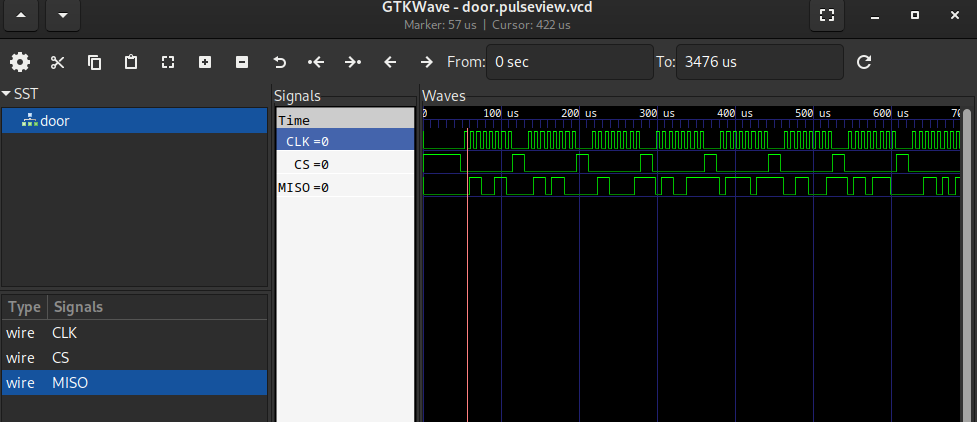 GTKWave - door.pulseview.vcd
Marker: 57 us | Cursor: 422 us
From: 0 sec To: 3476 us
SST
door
Signals
Time
CLK =0
CS =0
MISO =0
Waves
0 100 us 200 us 300 us 400 us 500 us 600 us 70
Type Signals
wire CLK
wire CS
wire MISO